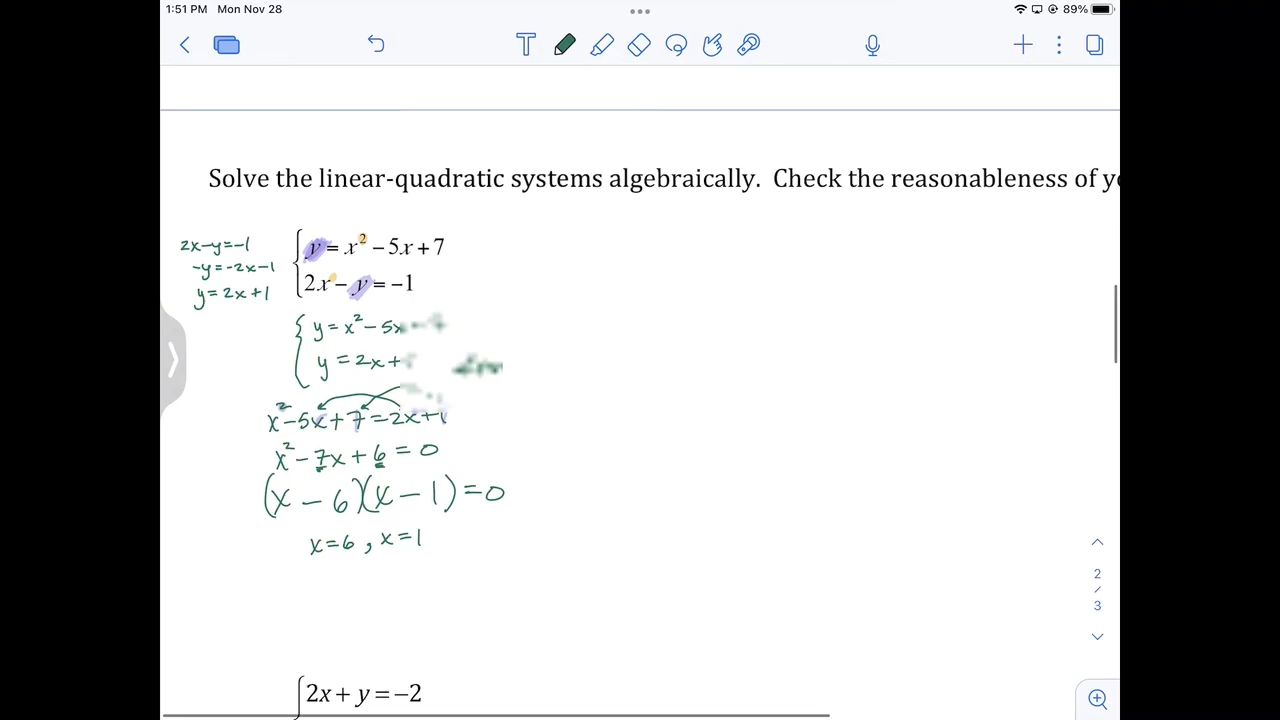 1:51 PM Mon Nov 28
89%
T
Solve the linear-quadratic systems algebraically. Check the reasonableness of
2x-y=-1
-y=-2x-1
y=2x+1
y = x² − 5x + 7
2x − y = −1
y = x² − 5x
y = 2x +
x² − 5x + 7 = 2x + 1
x² − 7x + 6 = 0
(x − 6)(x − 1) = 0
x=6, x=1
2
/
3
2x + y = −2